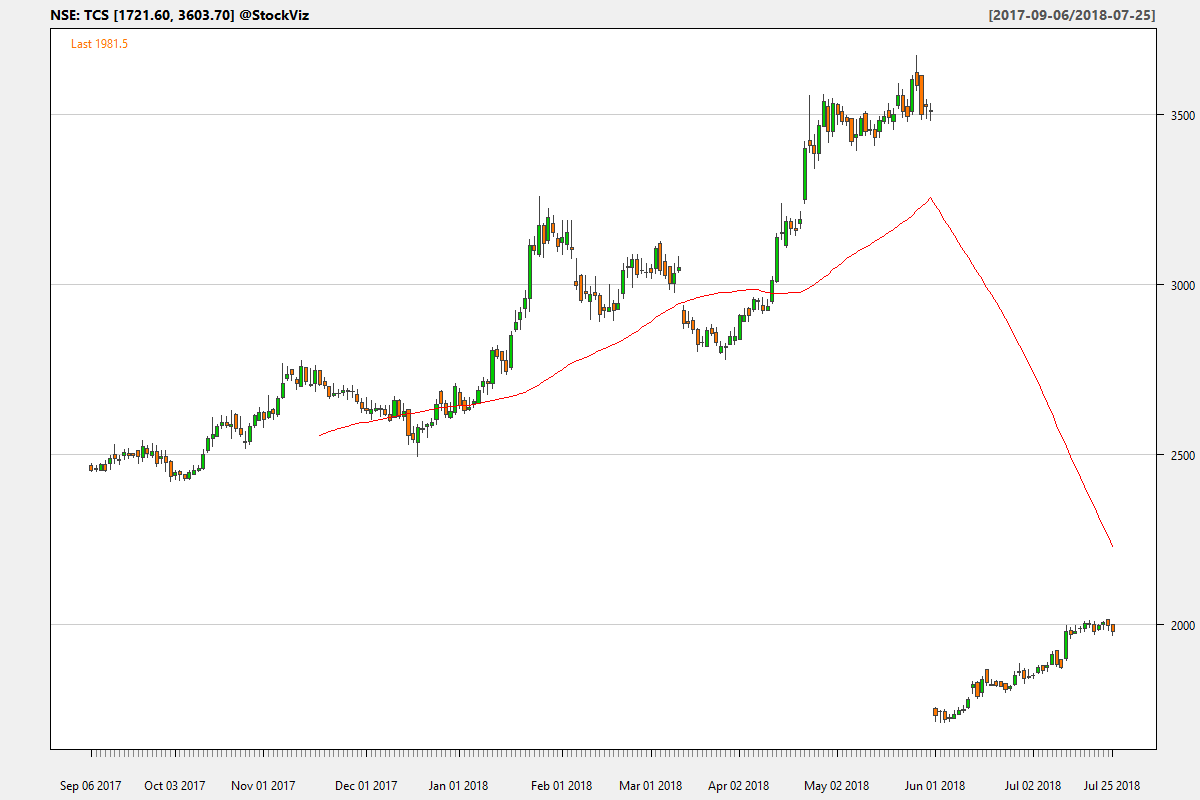 NSE: TCS [1721.60, 3603.70] @StockViz [2017-09-06/2018-07-25]
Last 1981.5
3500
3000
2500
2000
Sep 06 2017 Oct 03 2017 Nov 01 2017 Dec 01 2017 Jan 01 2018 Feb 01 2018 Mar 01 2018 Apr 02 2018 May 02 2018 Jun 01 2018 Jul 02 2018 Jul 25 2018